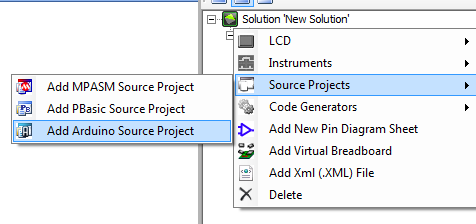 Solution 'New Solution'
LCD
Instruments
Source Projects
Add MPASM Source Project
Add PBasic Source Project
Add Arduino Source Project
Code Generators
Add New Pin Diagram Sheet
Add Virtual Breadboard
Add Xml (.XML) File
Delete